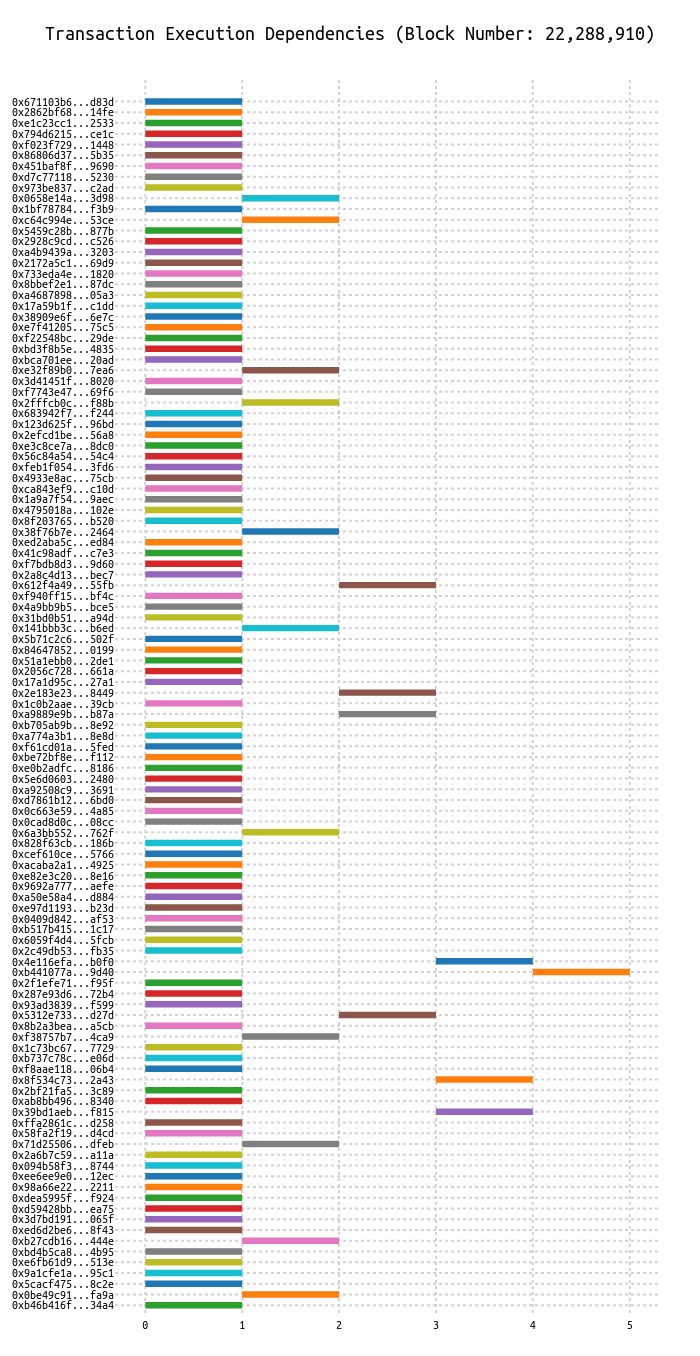 Transaction Execution Dependencies (Block Number: 22,288,910)
0x671103b6...d83d
0x2862bf68...14fe
0xe1c23cc1...2533
0x794d6215...ce1c
0xf023f729...1448
0x86806d37...5b35
0x451baf8f...9690
0xd7c77118...5230
0x973be837...c2ad
0x0658e14a...3d98
0x1bf78784...f3b9
0xc64c994e...53ce
0x5459c28b...877b
0x2928c9cd...c526
0xa4b9439a...3203
0x2172a5c1...69d9
0x733eda4e...1820
0x8bbef2e1...87dc
0xa4687898...05a3
0x17a59b1f...c1dd
0x38909e6f...6e7c
0xe7f41205...75c5
0xf22548bc...29de
0xbd3f8b5e...4835
0xbca701ee...20ad
0xe32f89b0...7ea6
0x3d41451f...8020
0xf7743e47...69f6
0x2fffcb0c...f88b
0x683942f7...f244
0x123d625f...96bd
0x2efcd1be...56a8
0xe3c8ce7a...8dc0
0x56c84a54...54c4
0xfeb1f054...3fd6
0x4933e8ac...75cb
0xca843ef9...c10d
0x1a9a7f54...9aec
0x4795018a...102e
0x8f203765...b520
0x38f76b7e...2464
0xed2aba5c...ed84
0x41c98adf...c7e3
0xf7bdb8d3...9d60
0x2a8c4d13...bec7
0x612f4a49...55fb
0xf940ff15...bf4c
0x4a9bb9b5...bce5
0x31bd0b51...a94d
0x141bbb3c...b6ed
0x5b71c2c6...502f
0x84647852...0199
0x51a1ebb0...2de1
0x2056c728...661a
0x17a1d95c...27a1
0x2e183e23...8449
0x1c0b2aae...39cb
0xa9889e9b...b87a
0xb705ab9b...8e92
0xa774a3b1...8e8d
0xf61cd01a...5fed
0xbe72bf8e...f112
0xe0b2adfc...8186
0x5e6d0603...2480
0xa92508c9...3691
0xd7861b12...6bd0
0x0c663e59...4a85
0x0cad8d0c...08cc
0x6a3bb552...762f
0x828f63cb...186b
0xcef610ce...5766
0xacaba2a1...4925
0xe82e3c20...8e16
0x9692a777...aefe
0xa50e58a4...d884
0xe97d1193...b23d
0x0409d842...af53
0xb517b415...1c17
0x6059f4d4...5fcb
0x2c49db53...fb35
0x4e116efa...b0f0
0xb441077a...9d40
0x2f1efe71...f95f
0x287e93d6...72b4
0x93ad3839...f599
0x5312e733...d27d
0x8b2a3bea...a5cb
0xf38757b7...4ca9
0x1c73bc67...7729
0xb737c78c...e06d
0xf8aae118...06b4
0x8f534c73...2a43
0x2bf21fa5...3c89
0xab8bb496...8340
0x39bd1aeb...f815
0xffa2861c...d258
0x58fa2f19...d4cd
0x71d25506...dfeb
0x2a6b7c59...a11a
0x094b58f3...8744
0xee6ee9e0...12ec
0x98a66e22...2211
0xdea5995f...f924
0xd59428bb...ea75
0x3d7bd191...065f
0xed6d2be6...8f43
0xb27cdb16...444e
0xbd4b5ca8...4b95
0xe6fb61d9...513e
0x9a1cfe1a...95c1
0x5cacf475...8c2e
0x0be49c91...fa9a
0xb46b416f...34a4
0 1 2 3 4 5